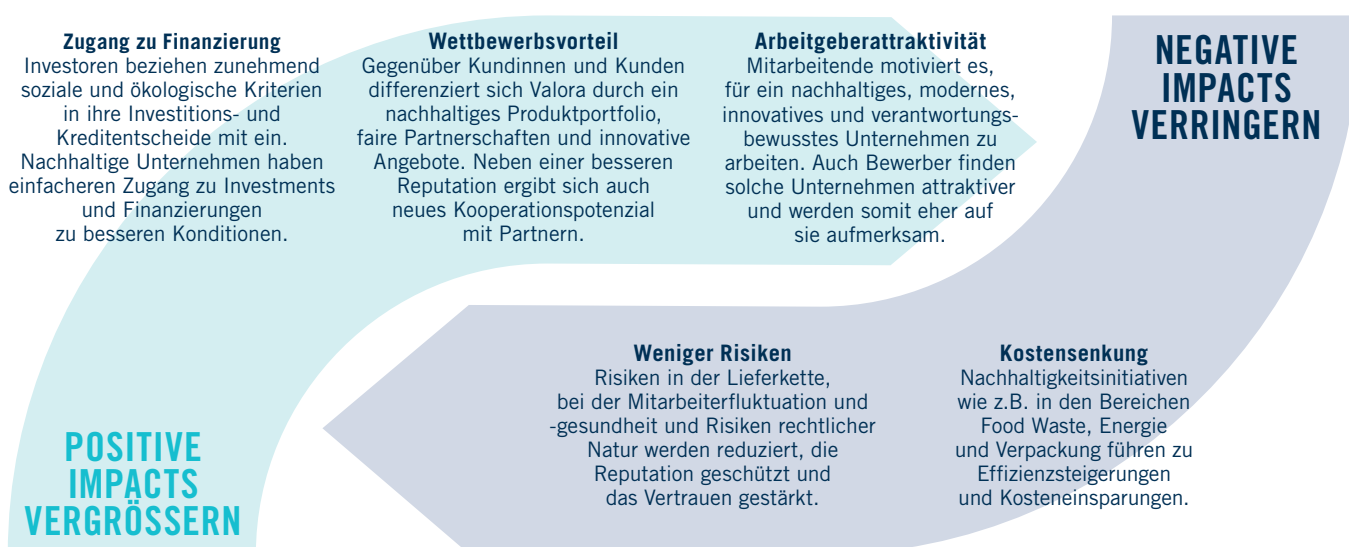 Zugang zu Finanzierung
Investoren beziehen zunehmend
soziale und ökologische Kriterien
in ihre Investitions- und
Kreditentscheide mit ein.
Nachhaltige Unternehmen haben
einfacheren Zugang zu Investments
und Finanzierungen
zu besseren Konditionen.
Wettbewerbsvorteil
Gegenüber Kundinnen und Kunden
differenziert sich Valora durch ein
nachhaltiges Produktportfolio,
faire Partnerschaften und innovative
Angebote. Neben einer besseren
Reputation ergibt sich auch
neues Kooperationspotenzial
mit Partnern.
Arbeitgeberattraktivität
Mitarbeitende motiviert es,
für ein nachhaltiges, modernes,
innovatives und verantwortungs-
bewusstes Unternehmen zu
arbeiten. Auch Bewerber finden
solche Unternehmen attraktiver
und werden somit eher auf
sie aufmerksam.
NEGATIVE
IMPACTS
VERRINGERN
POSITIVE
IMPACTS
VERGRÖSSERN
Weniger Risiken
Risiken in der Lieferkette,
bei der Mitarbeiterfluktuation und
-gesundheit und Risiken rechtlicher
Natur werden reduziert, die
Reputation geschützt und
das Vertrauen gestärkt.
Kostensenkung
Nachhaltigkeitsinitiativen
wie z.B. in den Bereichen
Food Waste, Energie
und Verpackung führen zu
Effizienzsteigerungen
und Kosteneinsparungen.